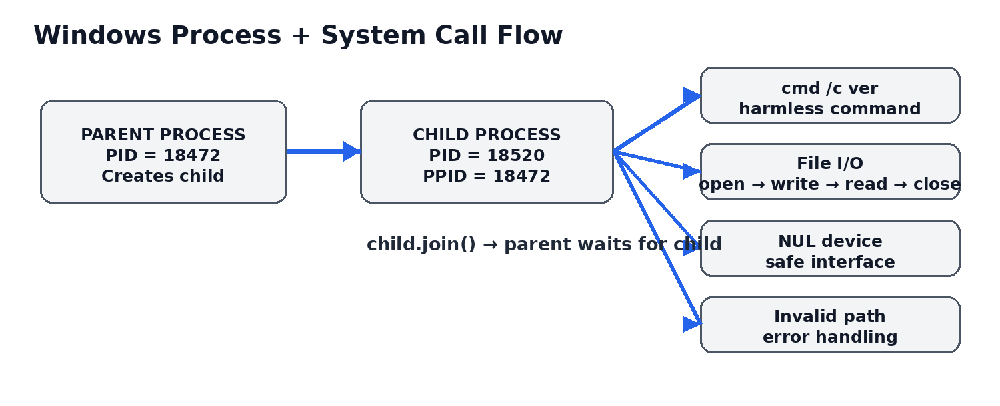 Windows Process + System Call Flow
PARENT PROCESS
PID = 18472
Creates child
CHILD PROCESS
PID = 18520
PPID = 18472
child.join() → parent waits for child
cmd /c ver
harmless command
File I/O
open → write → read → close
NUL device
safe interface
Invalid path
error handling